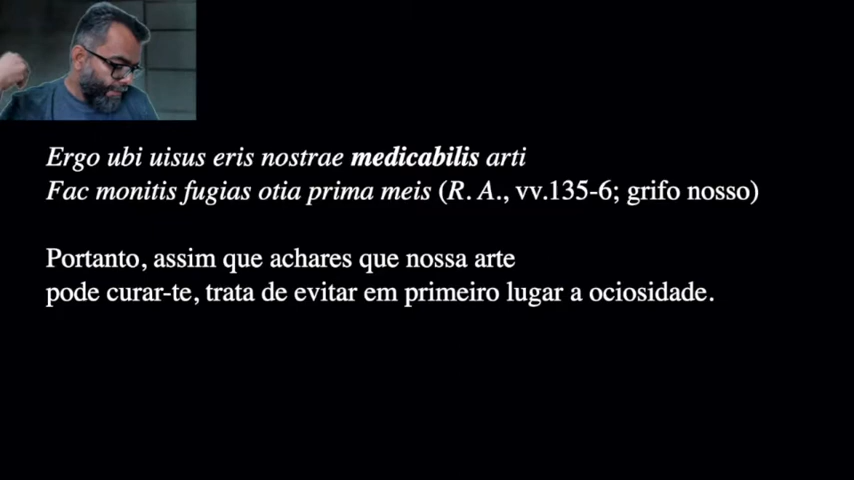 Ergo ubi uisus eris nostrae medicabilis arti
Fac monitis fugias otia prima meis (R. A., vv.135-6; grifo nosso)
Portanto, assim que achares que nossa arte
pode curar-te, trata de evitar em primeiro lugar a ociosidade.